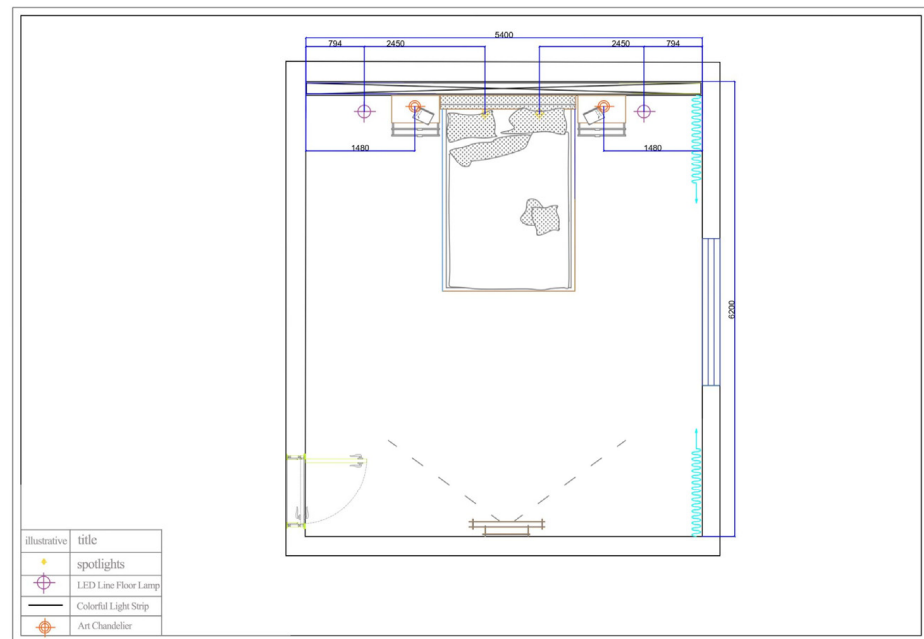 5400
794 2450 2450 794
1480 1480
6200
illustrative title
spotlights
LED Line Floor Lamp
Colorful Light Strip
Art Chandelier